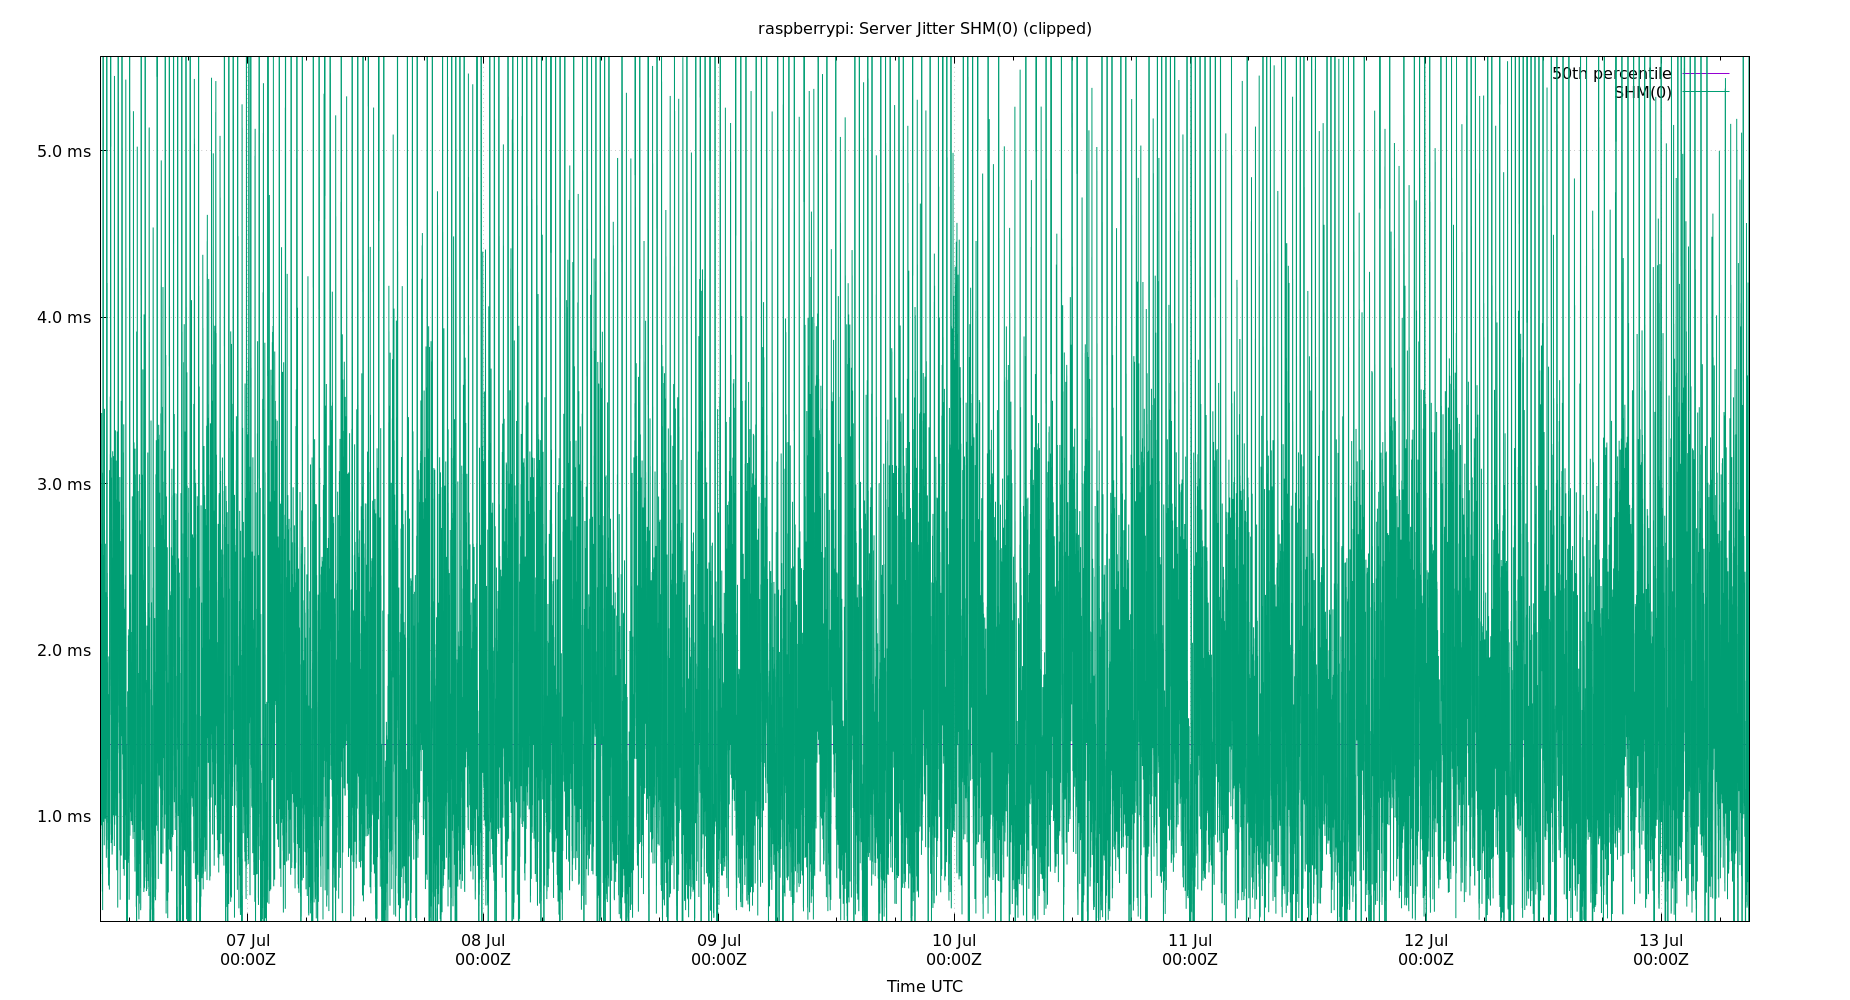 raspberrypi: Server Jitter SHM(0) (clipped)
50th percentile
SHM(0)
5.0 ms
4.0 ms
3.0 ms
2.0 ms
1.0 ms
07 Jul 08 Jul 09 Jul 10 Jul 11 Jul 12 Jul 13 Jul
00:00Z 00:00Z 00:00Z 00:00Z 00:00Z 00:00Z 00:00Z
Time UTC